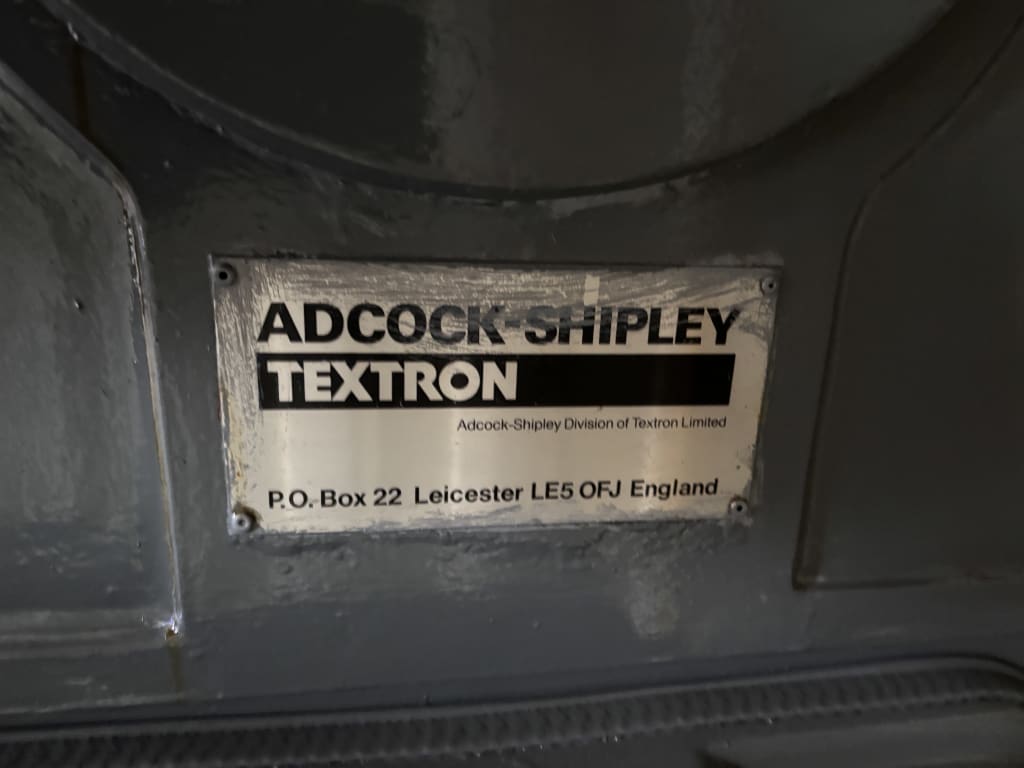 ADCOCK-SHIPLEY
TEXTRON
Adcock-Shipley Division of Textron Limited
P.O. Box 22 Leicester LE5 OFJ England